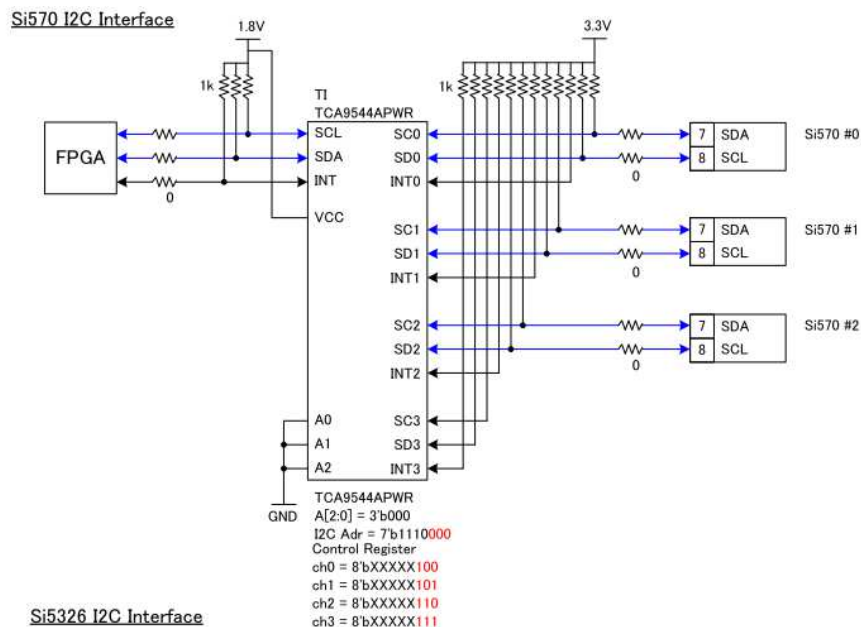 Si570 I2C Interface
1.8V
3.3V
1k
TI
1k
TCA9544APWR
SCL
SC0
7
SDA
Si570 #0
FPGA
SDA
SD0
8
SCL
INT
INT0
0
0
VCC
SC1
7
SDA
Si570 #1
SD1
8
SCL
INT1
0
SC2
7
SDA
Si570 #2
SD2
8
SCL
INT2
0
A0
SC3
A1
SD3
A2
INT3
GND
TCA9544APWR
A[2:0] = 3'b000
I2C Adr = 7'b1110000
Control Register
ch0 = 8'bXXXXX100
ch1 = 8'bXXXXX101
ch2 = 8'bXXXXX110
ch3 = 8'bXXXXX111
Si5326 I2C Interface